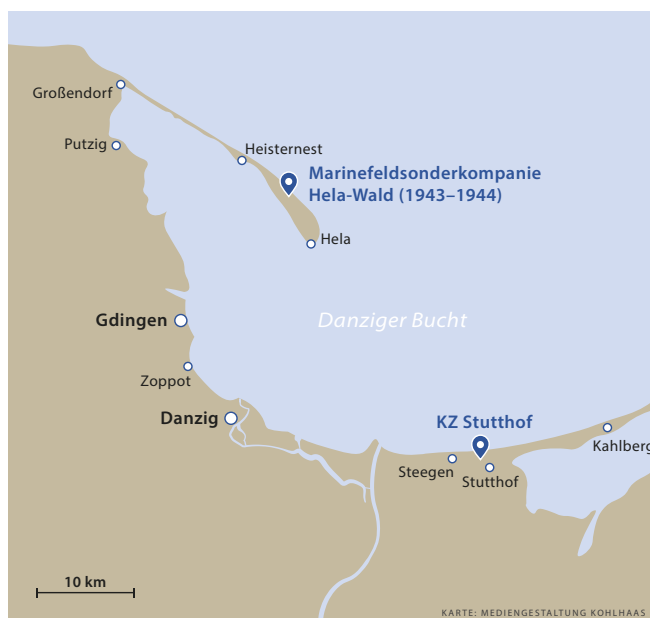 Großendorf
Putzig
Heisternest
Marinefeldsonderkompanie
Hela-Wald (1943–1944)
Hela
Gdingen
Danziger Bucht
Zoppot
Danzig
KZ Stutthof
Kahlberg
Steegen
Stutthof
10 km
KARTE: MEDIENGESTALTUNG KOHLHAAS